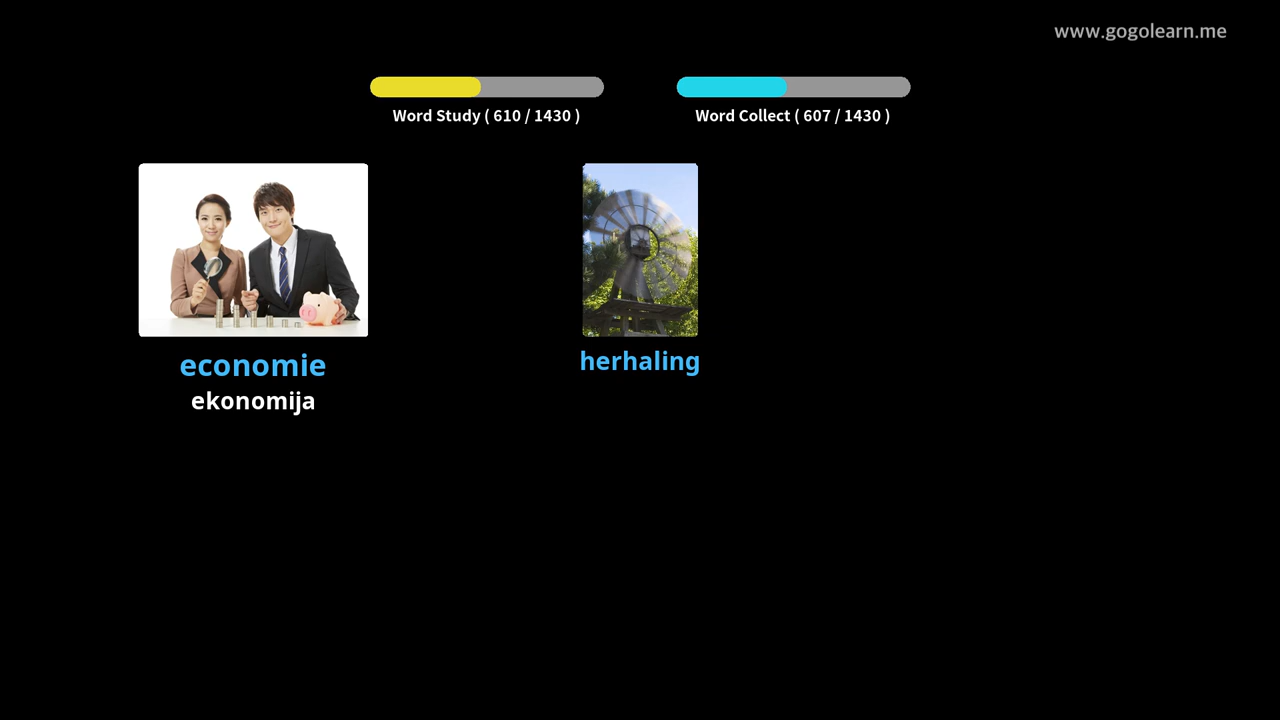 www.gogolearn.me
Word Study ( 610 / 1430 )
Word Collect ( 607 / 1430 )
economie
ekonomija
herhaling